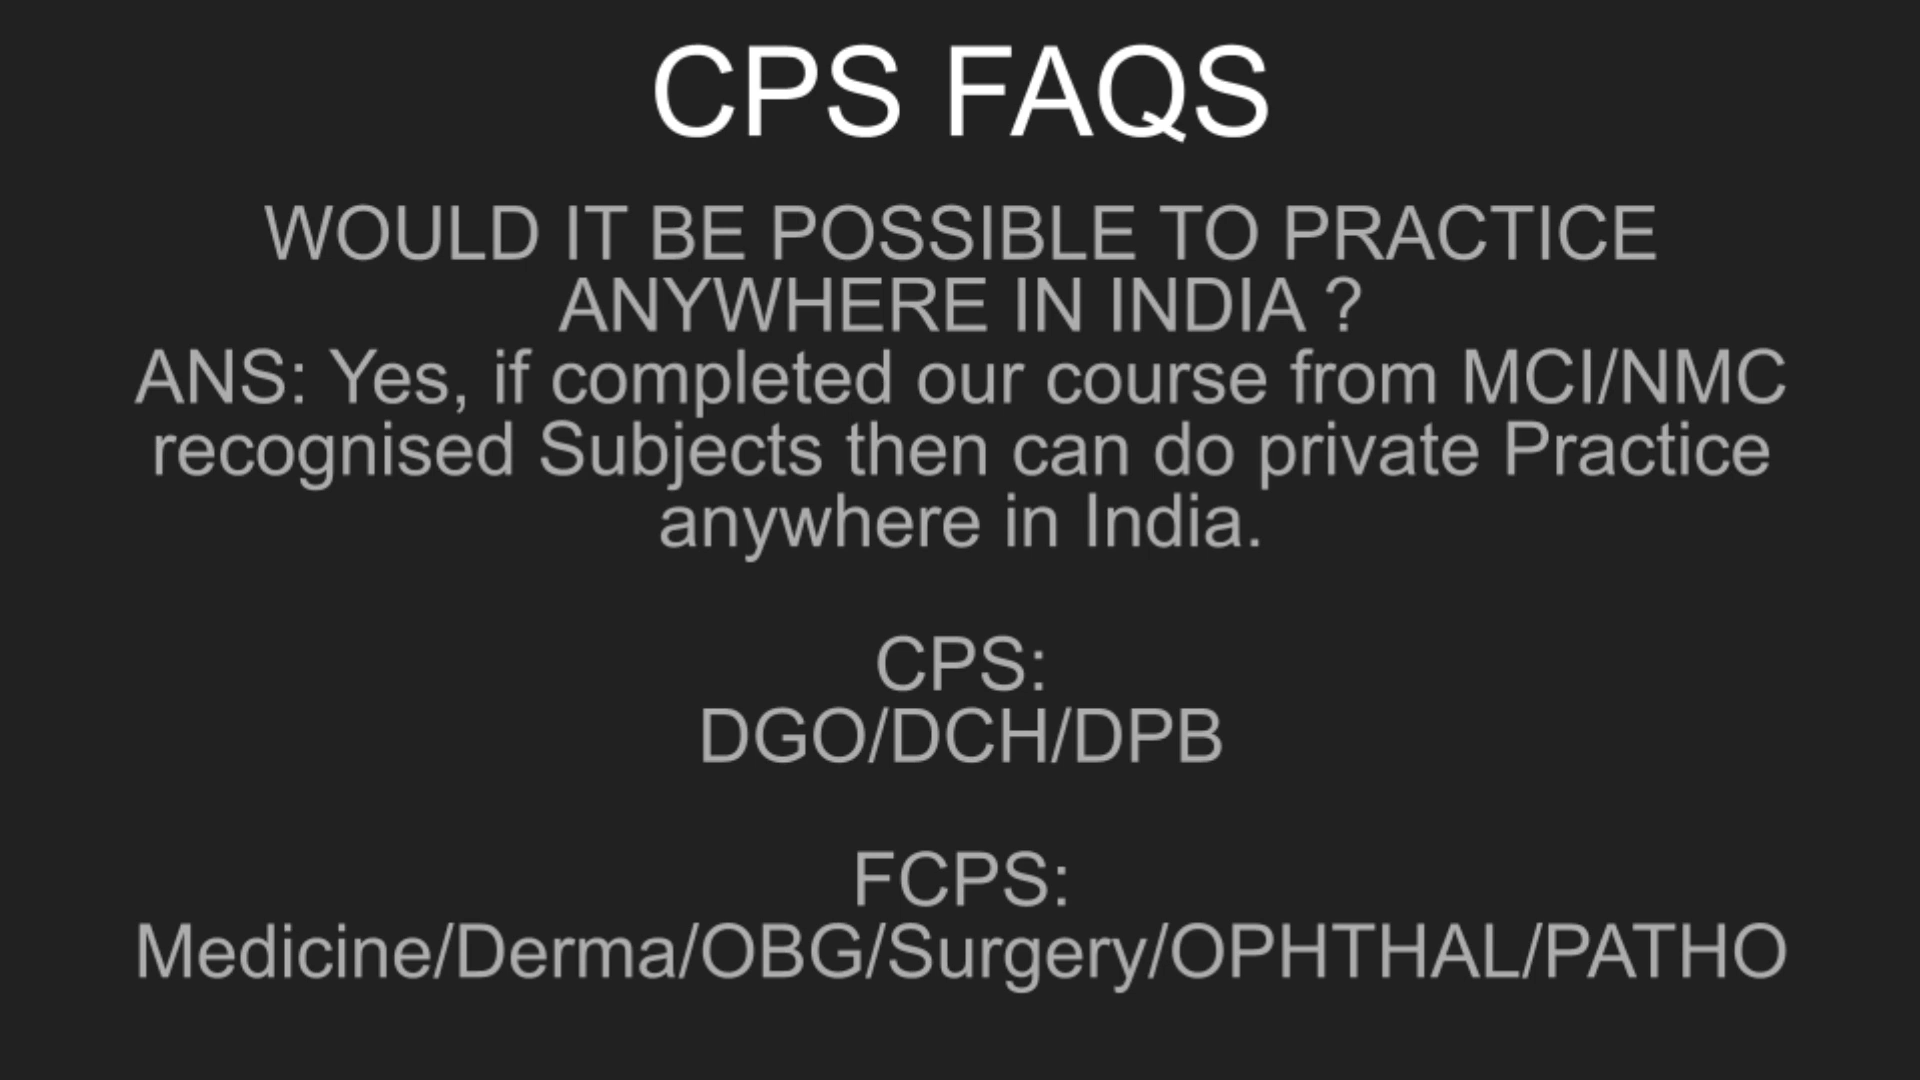 CPS FAQS
WOULD IT BE POSSIBLE TO PRACTICE
ANYWHERE IN INDIA ?
ANS: Yes, if completed our course from MCI/NMC
recognised Subjects then can do private Practice
anywhere in India.
CPS:
DGO/DCH/DPB
FCPS:
Medicine/Derma/OBG/Surgery/OPHTHAL/PATHO